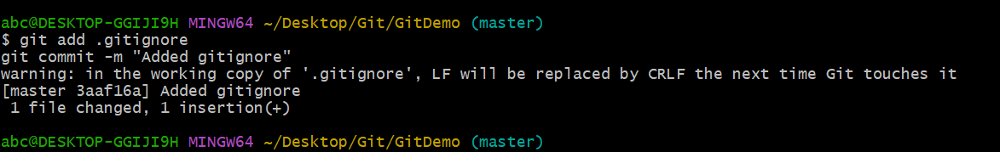 abc@DESKTOP-GGIJI9H MINGW64 ~/Desktop/Git/GitDemo (master)
$ git add .gitignore
git commit -m "Added gitignore"
warning: in the working copy of '.gitignore', LF will be replaced by CRLF the next time Git touches it
[master 3aaf16a] Added gitignore
 1 file changed, 1 insertion(+)
abc@DESKTOP-GGIJI9H MINGW64 ~/Desktop/Git/GitDemo (master)